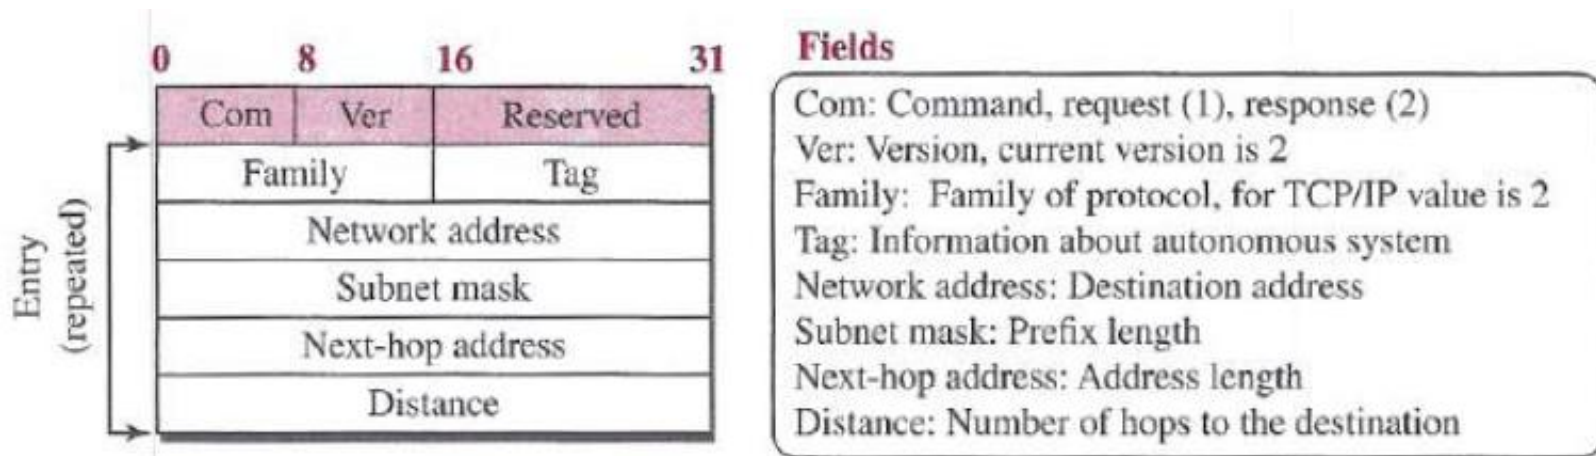 0 8 16 31
Com Ver Reserved
Family Tag
Network address
Subnet mask
Next-hop address
Distance
Entry
(repeated)
Fields
Com: Command, request (1), response (2)
Ver: Version, current version is 2
Family: Family of protocol, for TCP/IP value is 2
Tag: Information about autonomous system
Network address: Destination address
Subnet mask: Prefix length
Next-hop address: Address length
Distance: Number of hops to the destination